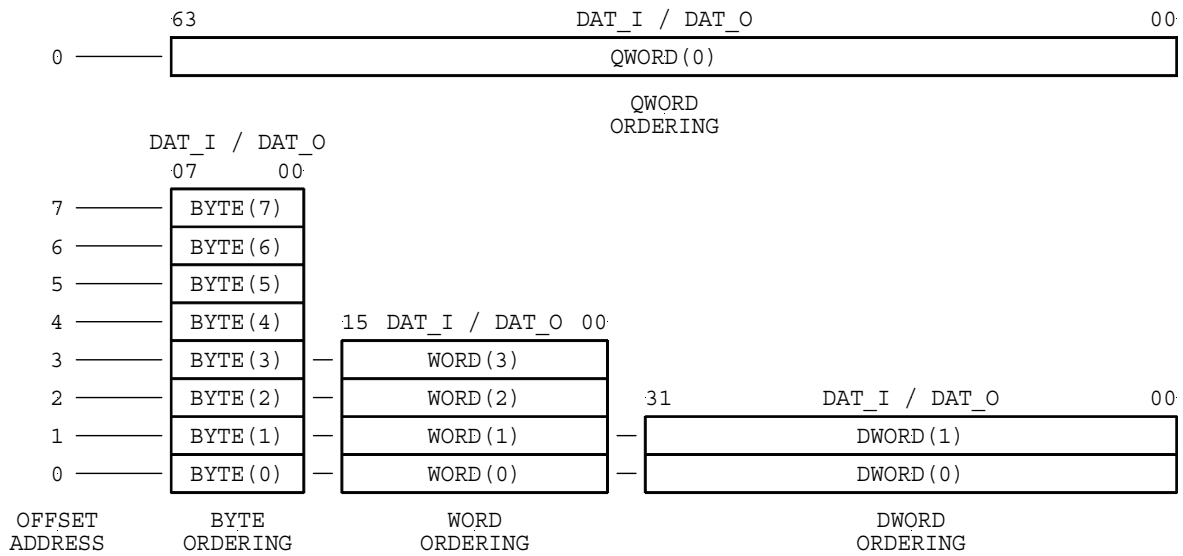 63 DAT_I / DAT_O 00
0 QWORD(0)
QWORD
ORDERING
DAT_I / DAT_O
07 00
7 BYTE(7)
6 BYTE(6)
5 BYTE(5)
4 BYTE(4) 15 DAT_I / DAT_O 00
3 BYTE(3) WORD(3)
2 BYTE(2) WORD(2) 31 DAT_I / DAT_O 00
1 BYTE(1) WORD(1) DWORD(1)
0 BYTE(0) WORD(0) DWORD(0)
OFFSET BYTE WORD DWORD
ADDRESS ORDERING ORDERING ORDERING